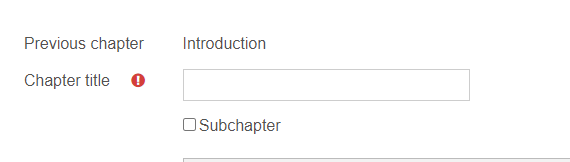 Previous chapter Introduction
Chapter title
Subchapter